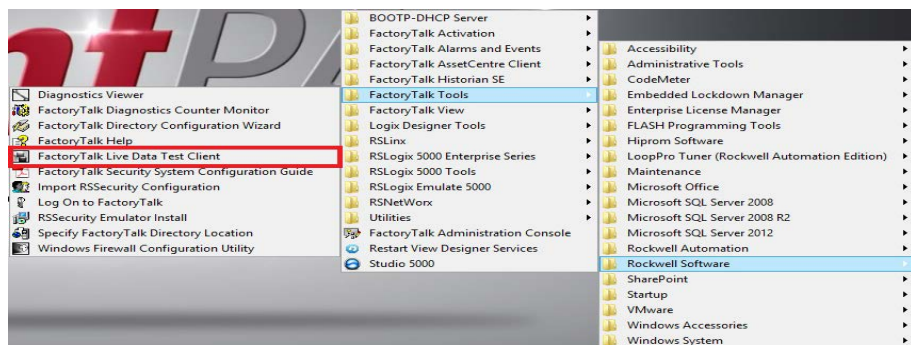 ntPA
Diagnostics Viewer
FactoryTalk Diagnostics Counter Monitor
FactoryTalk Directory Configuration Wizard
FactoryTalk Help
FactoryTalk Live Data Test Client
FactoryTalk Security System Configuration Guide
Import RSSecurity Configuration
Log On to FactoryTalk
RSSecurity Emulator Install
Specify FactoryTalk Directory Location
Windows Firewall Configuration Utility
BOOTP-DHCP Server
FactoryTalk Activation
FactoryTalk Alarms and Events
FactoryTalk AssetCentre Client
FactoryTalk Historian SE
FactoryTalk Tools
FactoryTalk View
Logix Designer Tools
RSLinx
RSLogix 5000 Enterprise Series
RSLogix 5000 Tools
RSLogix Emulate 5000
RSNetWorx
Utilities
FactoryTalk Administration Console
Restart View Designer Services
Studio 5000
Accessibility
Administrative Tools
CodeMeter
Embedded Lockdown Manager
Enterprise License Manager
FLASH Programming Tools
Hiprom Software
LoopPro Tuner (Rockwell Automation Edition)
Maintenance
Microsoft Office
Microsoft SQL Server 2008
Microsoft SQL Server 2008 R2
Microsoft SQL Server 2012
Rockwell Automation
Rockwell Software
SharePoint
Startup
VMware
Windows Accessories
Windows System